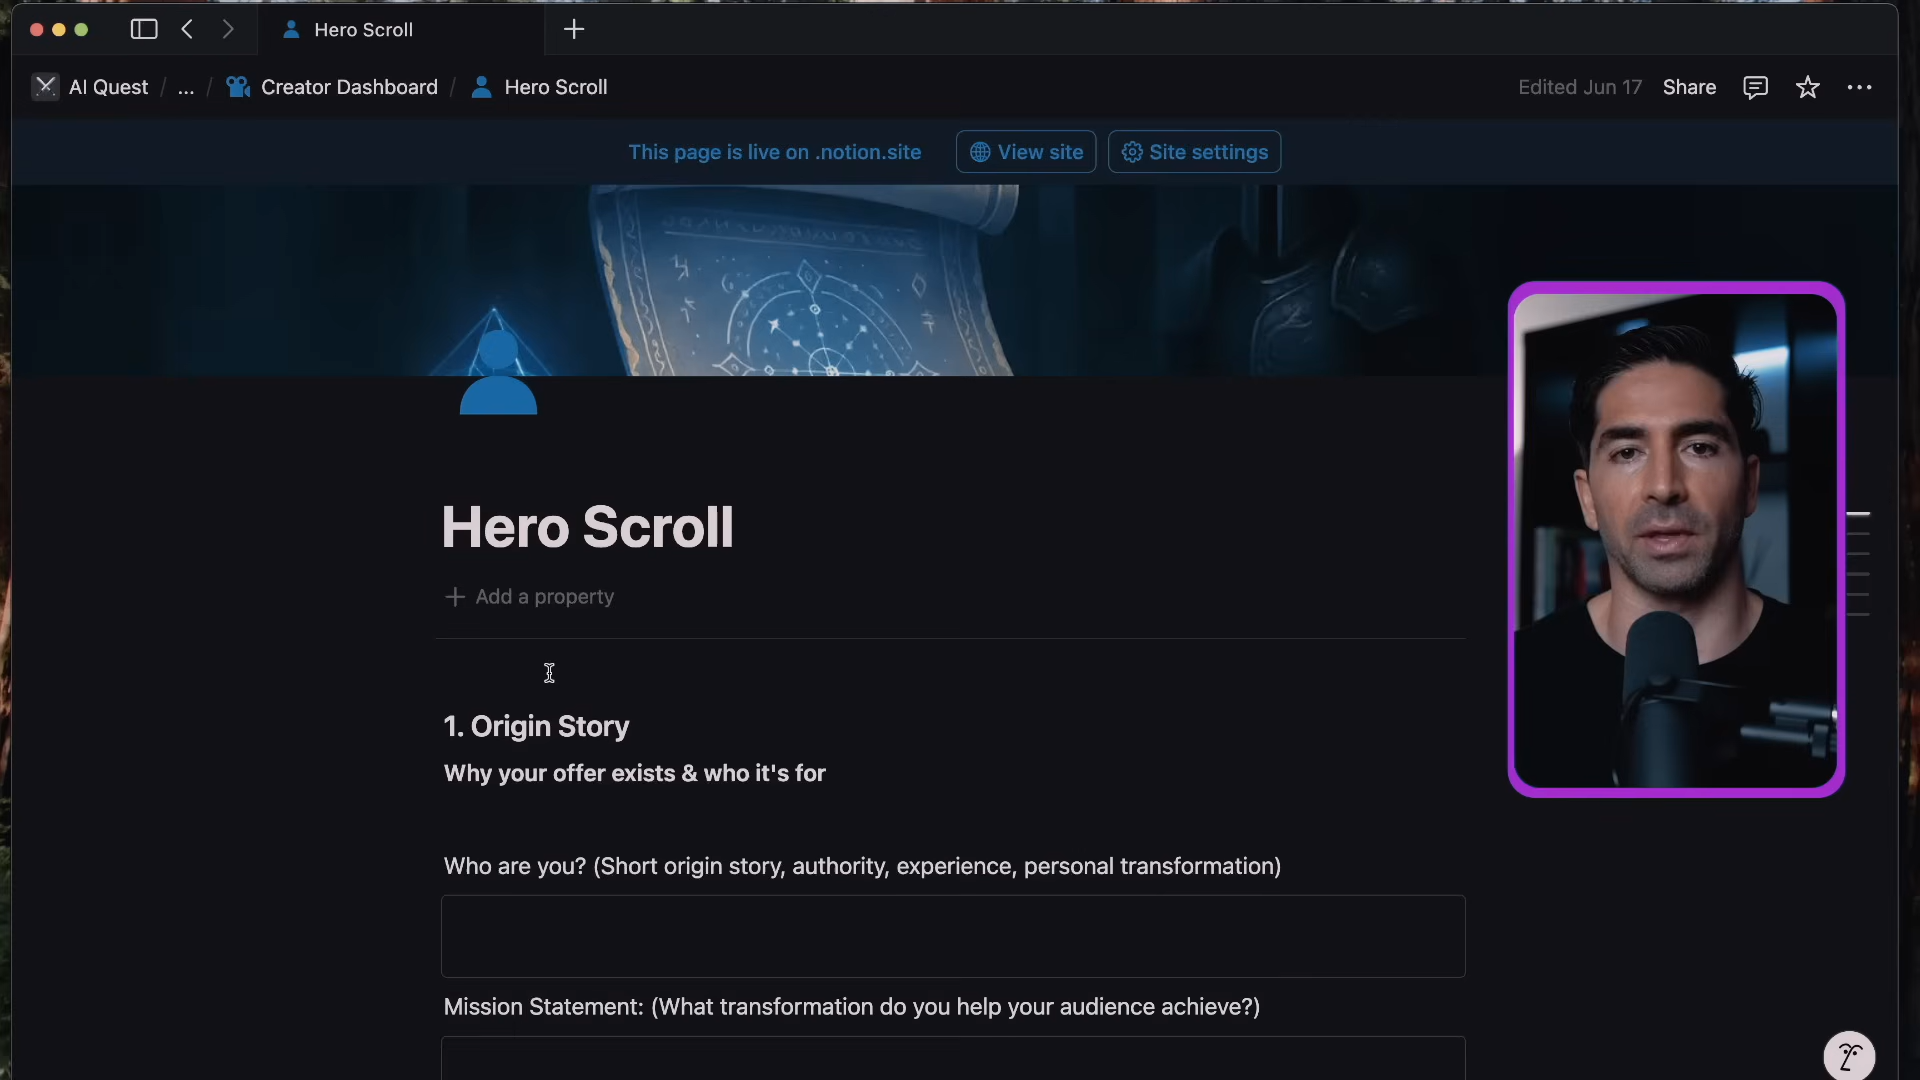 Hero Scroll
AI Quest / ... / Creator Dashboard / Hero Scroll
Edited Jun 17 Share
This page is live on .notion.site View site Site settings
Hero Scroll
Add a property
1. Origin Story
Why your offer exists & who it's for
Who are you? (Short origin story, authority, experience, personal transformation)
Mission Statement: (What transformation do you help your audience achieve?)